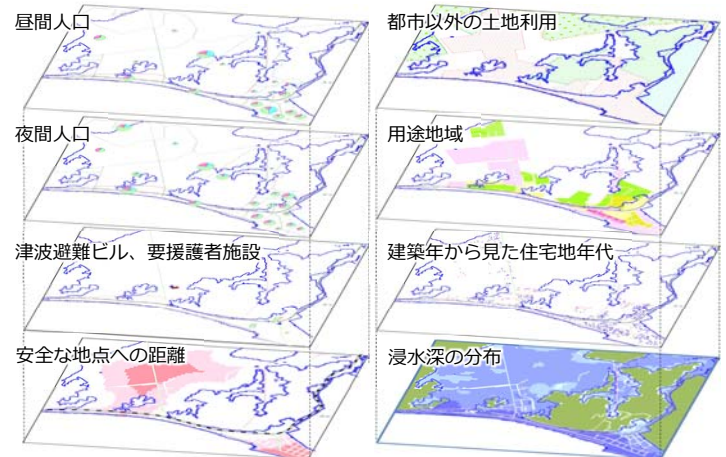 昼間人口
夜間人口
津波避難ビル、要援護者施設
安全な地点への距離
都市以外の土地利用
用途地域
建築年から見た住宅地年代
浸水深の分布